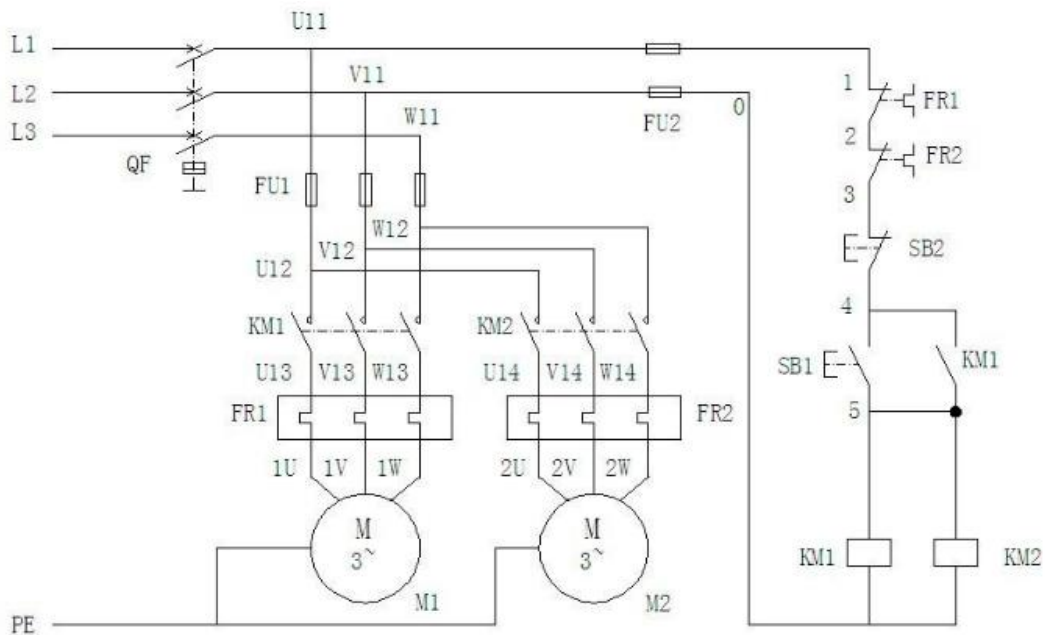 U11
L1
V11
1
FR1
L2
0
W11
FU2
L3
2
QF
FR2
FU1
3
W12
V12
SB2
U12
4
KM1
KM2
SB1
KM1
U13 V13 W13
U14 V14 W14
5
FR1
FR2
1U 1V 1W
2U 2V 2W
M
3~
M
3~
KM1
KM2
M1
M2
PE